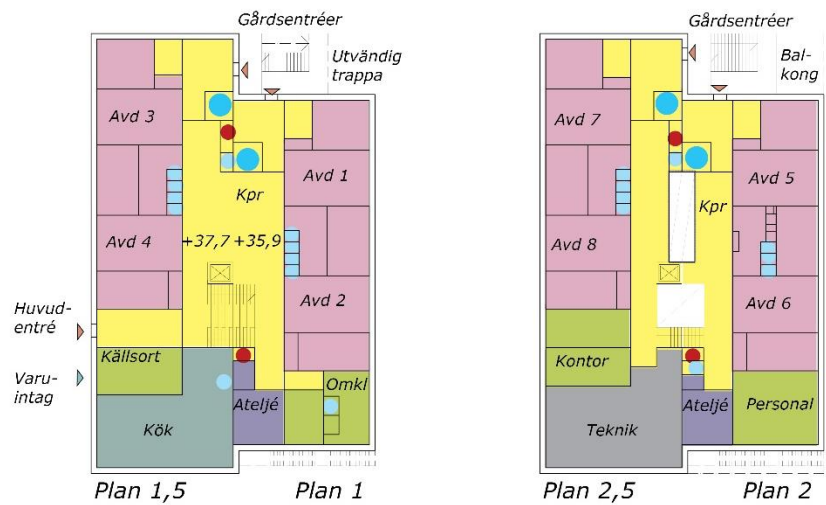 Gårdsentréer
Utvändig
trappa
Avd 3
Avd 1
Kpr
Avd 4
+37,7 +35,9
Avd 2
Huvud-
entré
Källsort
Varu-
intag
Omkl
Ateljé
Kök
Plan 1,5
Plan 1
Gårdsentréer
Bal-
kong
Avd 7
Avd 5
Kpr
Avd 8
Avd 6
Kontor
Teknik
Ateljé
Personal
Plan 2,5
Plan 2